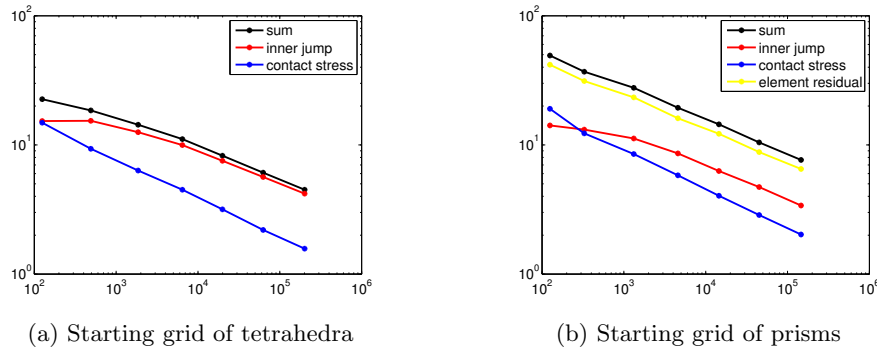 10^2
sum
inner jump
contact stress
10^1
10^0
10^2 10^3 10^4 10^5 10^6
(a) Starting grid of tetrahedra
10^2
sum
inner jump
contact stress
element residual
10^1
10^0
10^2 10^3 10^4 10^5 10^6
(b) Starting grid of prisms